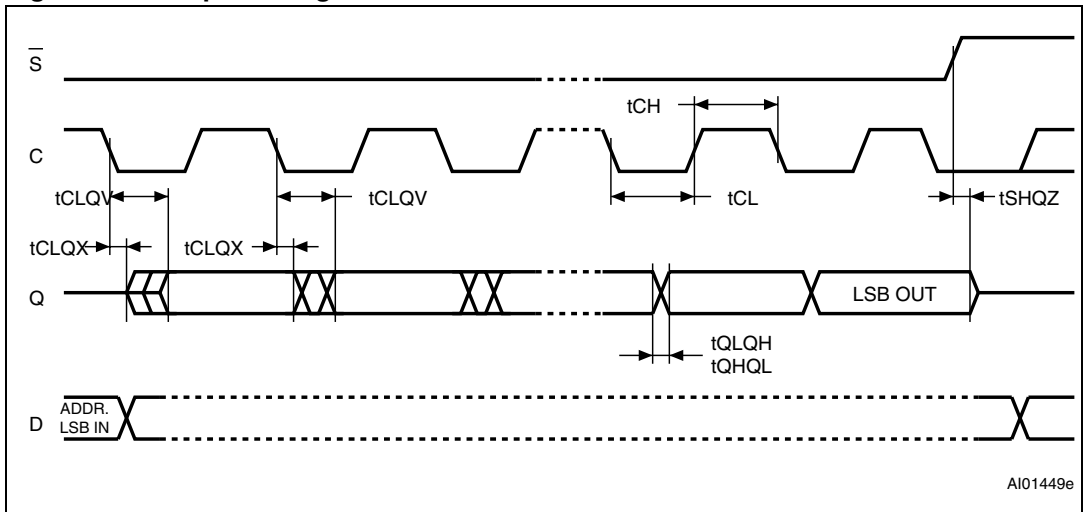 S
tCH
C
tCLQV
tCLQV
tCL
tSHQZ
tCLQX
tCLQX
Q
LSB OUT
tQLQH
tQHQL
ADDR.
D
LSB IN
AI01449e